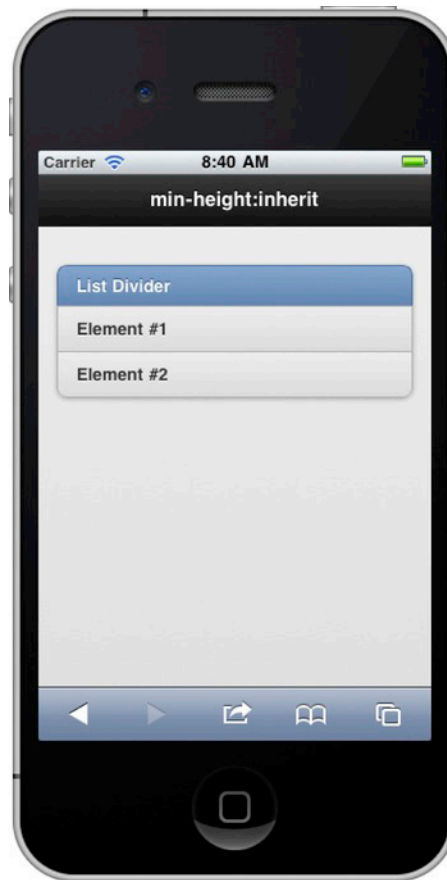 Carrier 8:40 AM
min-height:inherit
List Divider
Element #1
Element #2